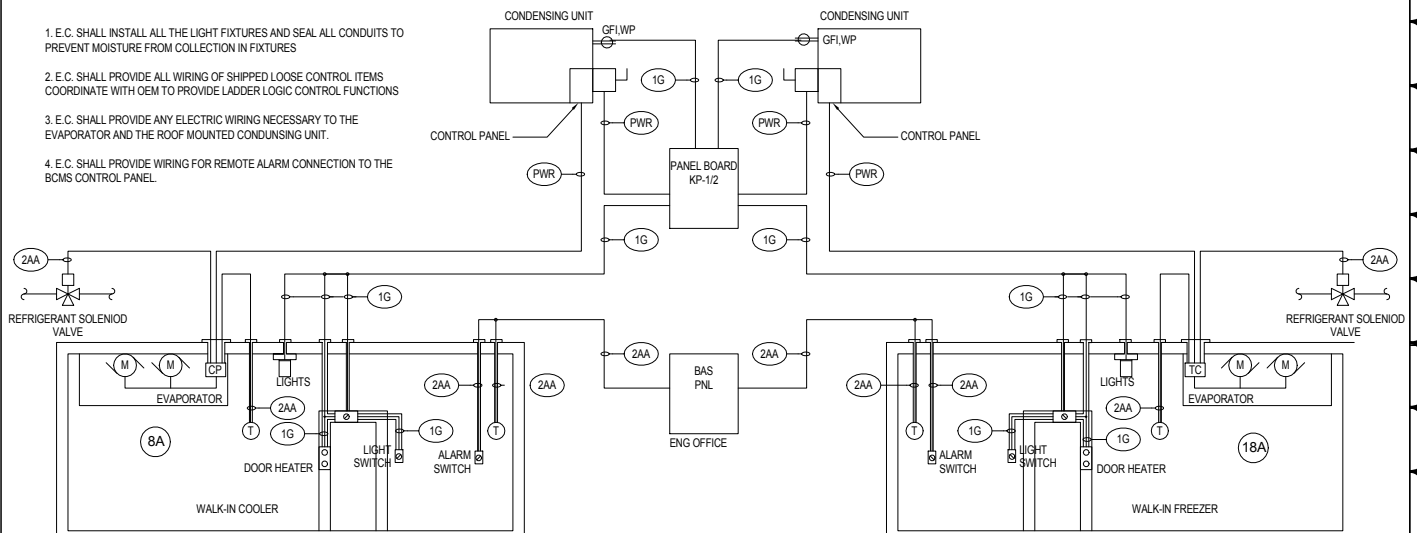 1. E.C. SHALL INSTALL ALL THE LIGHT FIXTURES AND SEAL ALL CONDUITS TO
PREVENT MOISTURE FROM COLLECTION IN FIXTURES
2. E.C. SHALL PROVIDE ALL WIRING OF SHIPPED LOOSE CONTROL ITEMS
COORDINATE WITH OEM TO PROVIDE LADDER LOGIC CONTROL FUNCTIONS
3. E.C. SHALL PROVIDE ANY ELECTRIC WIRING NECESSARY TO THE
EVAPORATOR AND THE ROOF MOUNTED CONDUNSING UNIT.
4. E.C. SHALL PROVIDE WIRING FOR REMOTE ALARM CONNECTION TO THE
BCMS CONTROL PANEL.
CONDENSING UNIT
GFI,WP
CONDENSING UNIT
GFI,WP
1G
1G
PWR
PWR
CONTROL PANEL
CONTROL PANEL
PANEL BOARD
KP-1/2
PWR
PWR
1G
1G
2AA
2AA
1G
1G
REFRIGERANT SOLENIOD
VALVE
REFRIGERANT SOLENIOD
VALVE
M
M
CP
LIGHTS
EVAPORATOR
2AA
2AA
2AA
2AA
BAS
PNL
ENG OFFICE
2AA
2AA
2AA
LIGHTS
TC
M
M
EVAPORATOR
2AA
8A
T
1G
1G
T
DOOR HEATER
LIGHT
SWITCH
ALARM
SWITCH
WALK-IN COOLER
T
1G
1G
T
18A
ALARM
SWITCH
LIGHT
SWITCH
DOOR HEATER
WALK-IN FREEZER